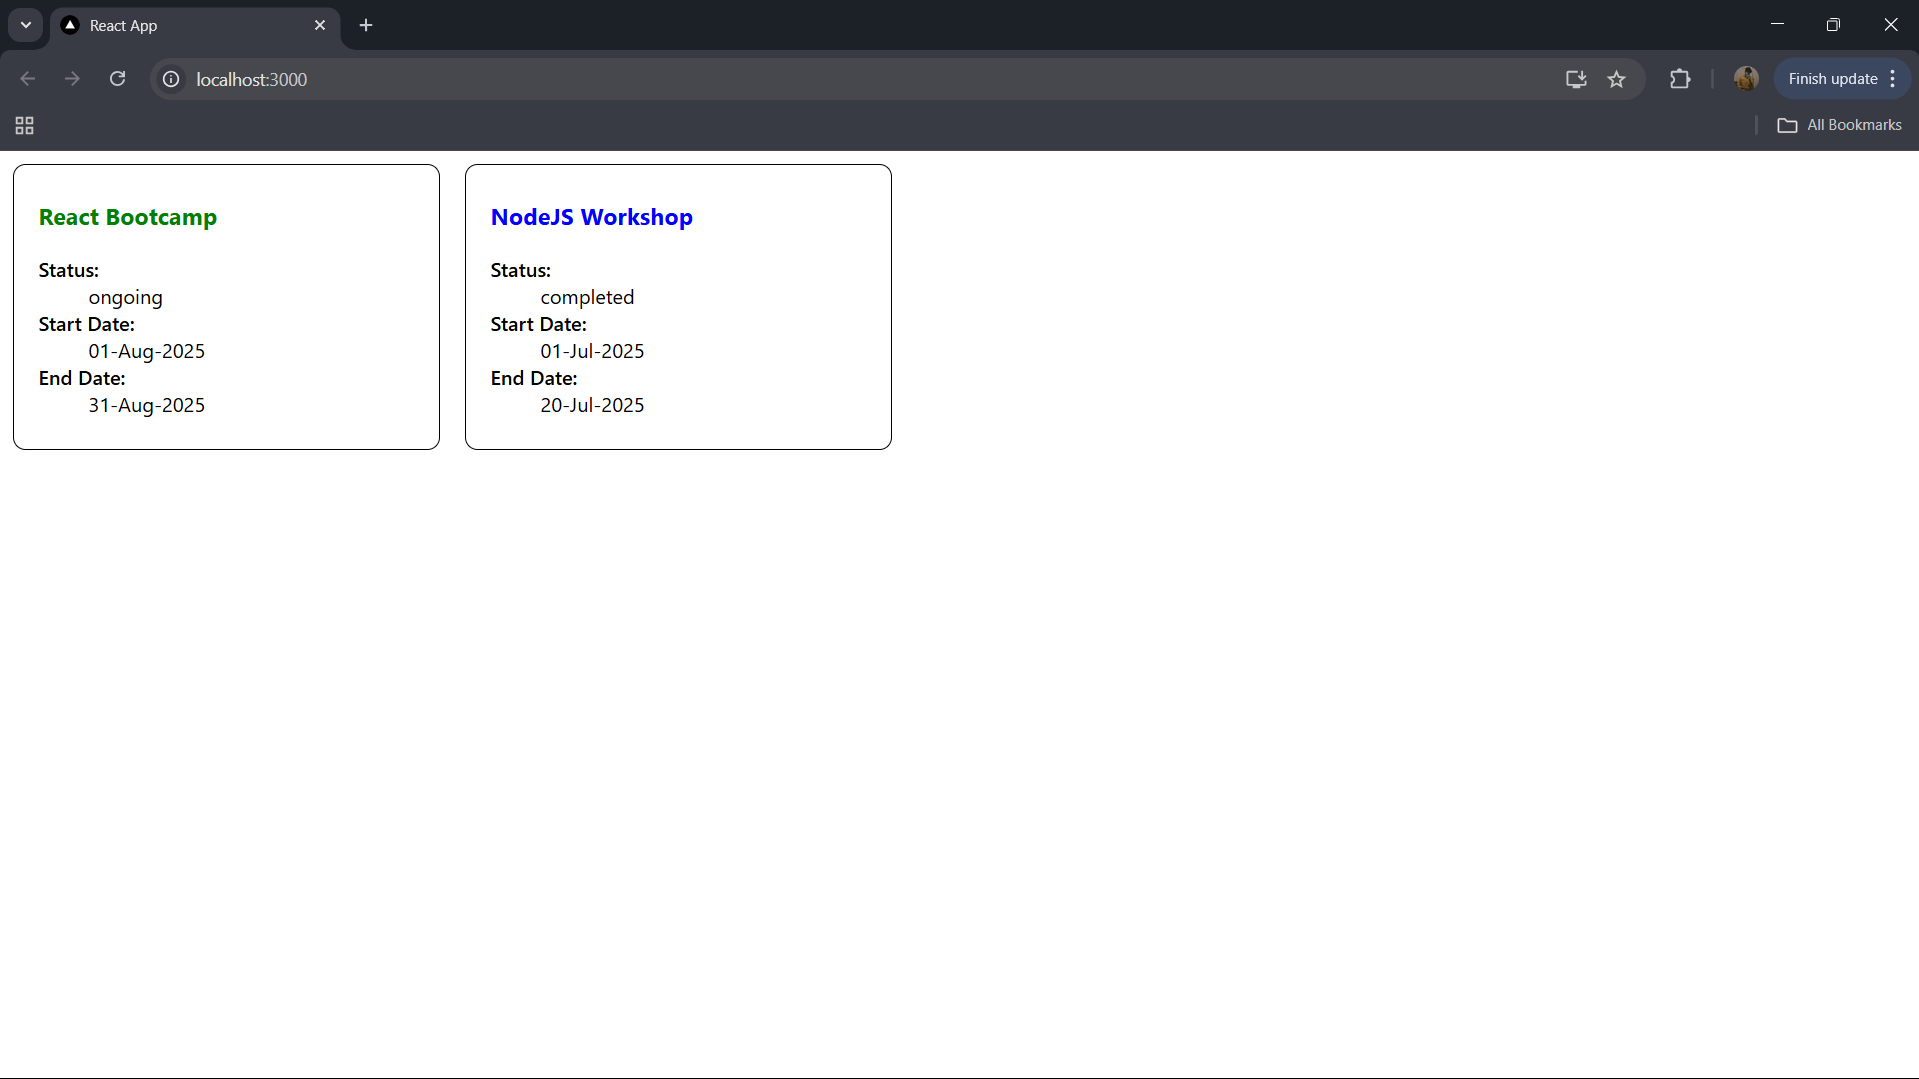 React App
localhost:3000
Finish update
All Bookmarks
React Bootcamp
Status:
ongoing
Start Date:
01-Aug-2025
End Date:
31-Aug-2025
NodeJS Workshop
Status:
completed
Start Date:
01-Jul-2025
End Date:
20-Jul-2025